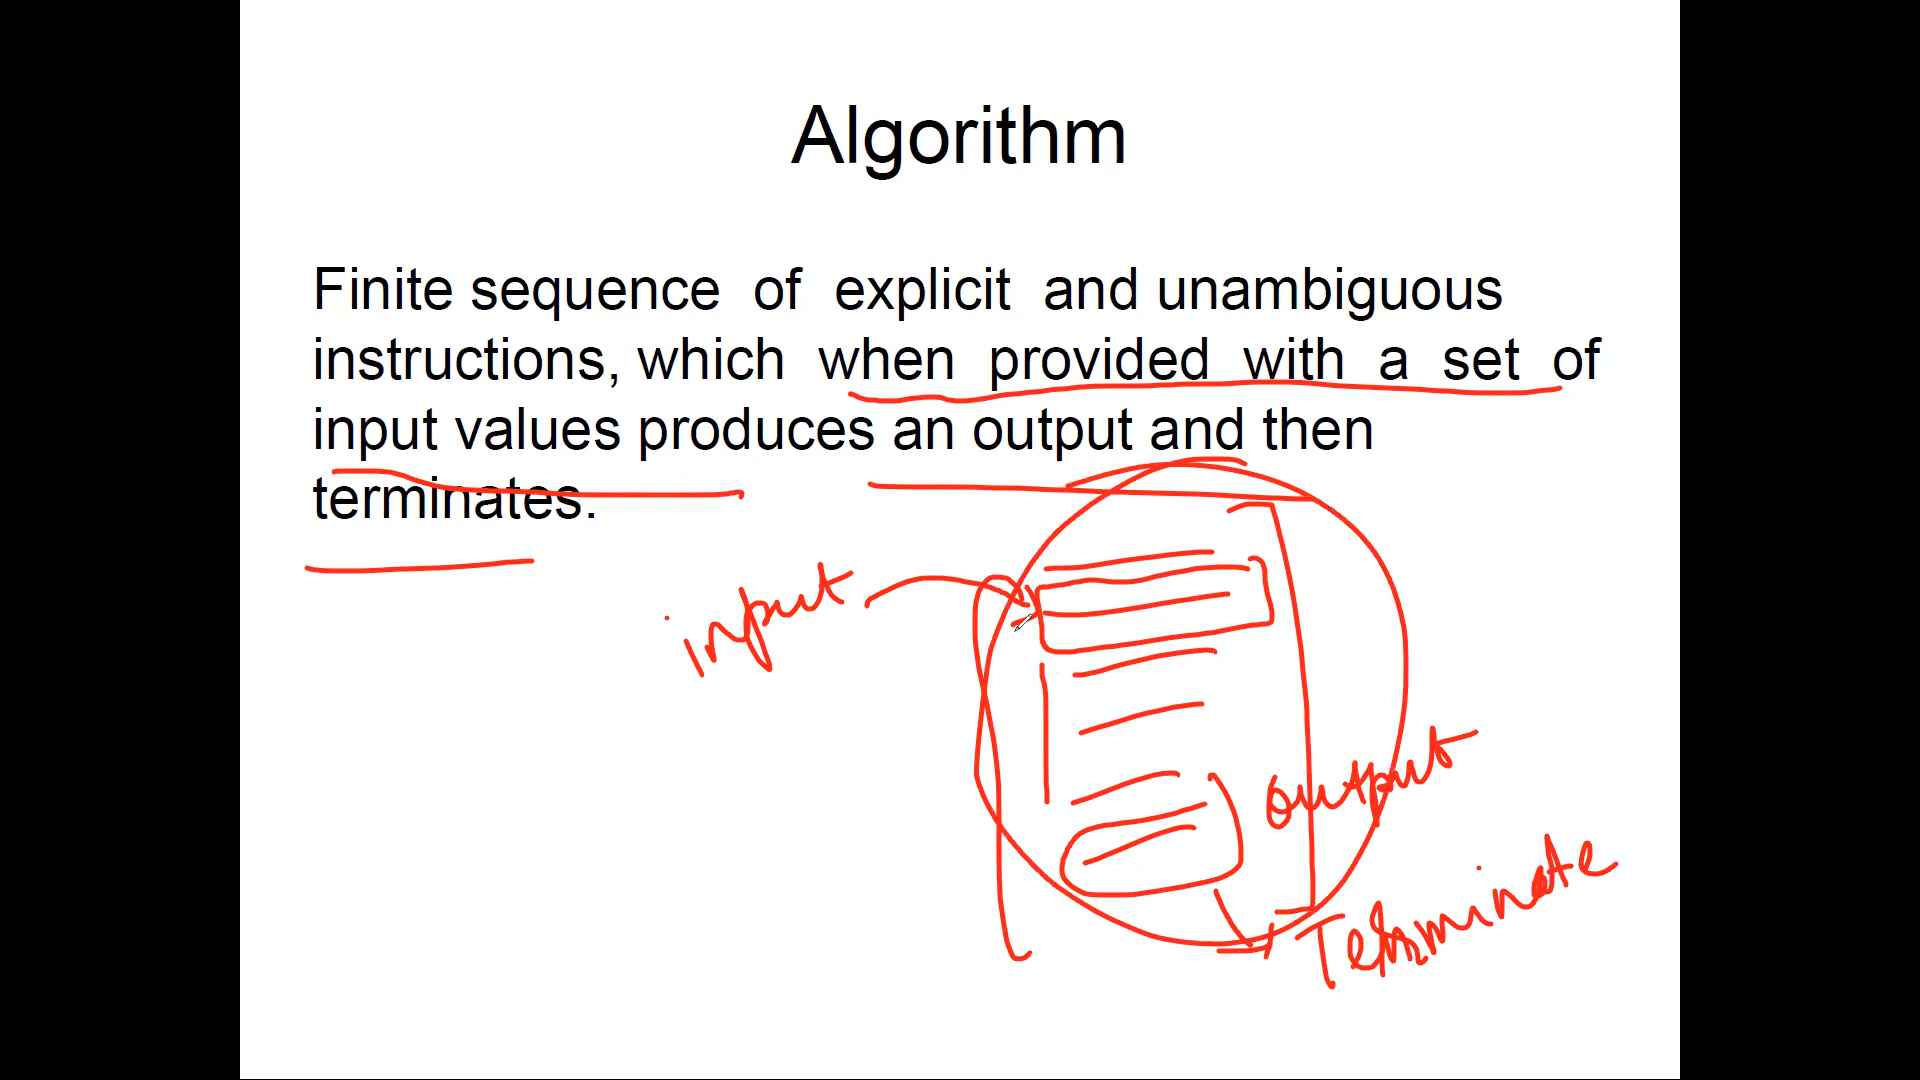 Algorithm
Finite sequence of explicit and unambiguous
instructions, which when provided with a set of
input values produces an output and then
terminates.
input
output
Terminate